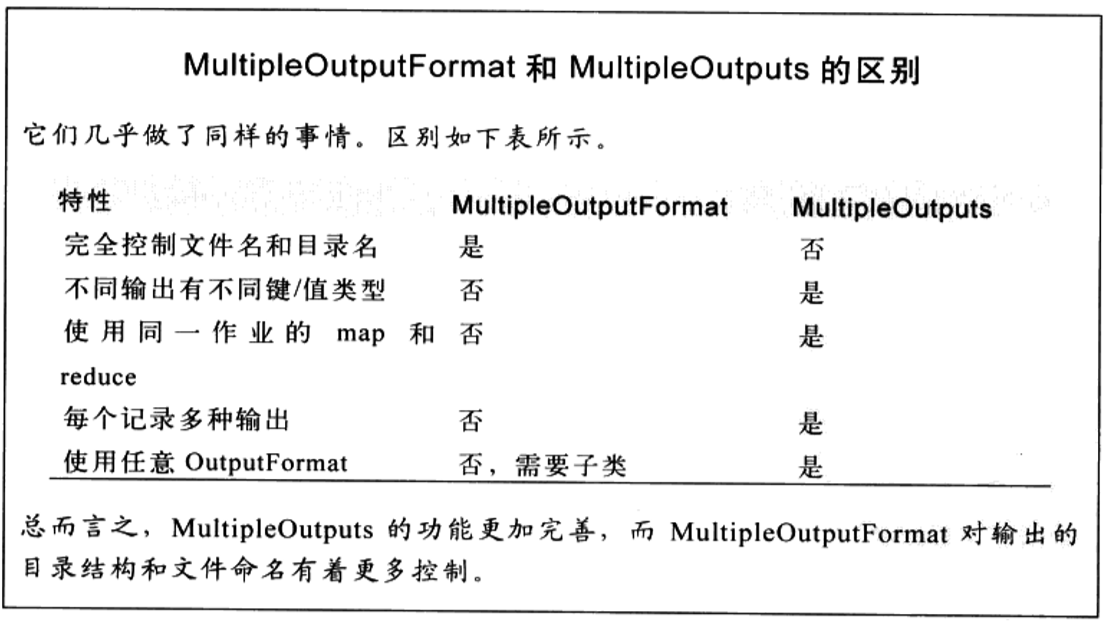 MultipleOutputFormat 和 MultipleOutputs 的区别
它们几乎做了同样的事情。区别如下表所示。
特性 MultipleOutputFormat MultipleOutputs
完全控制文件名和目录名 是 否
不同输出有不同键/值类型 否 是
使用同一作业的 map 和 否 是
reduce
每个记录多种输出 否 是
使用任意 OutputFormat 否，需要子类 是
总而言之，MultipleOutputs 的功能更加完善，而 MultipleOutputFormat 对输出的
目录结构和文件命名有着更多控制。